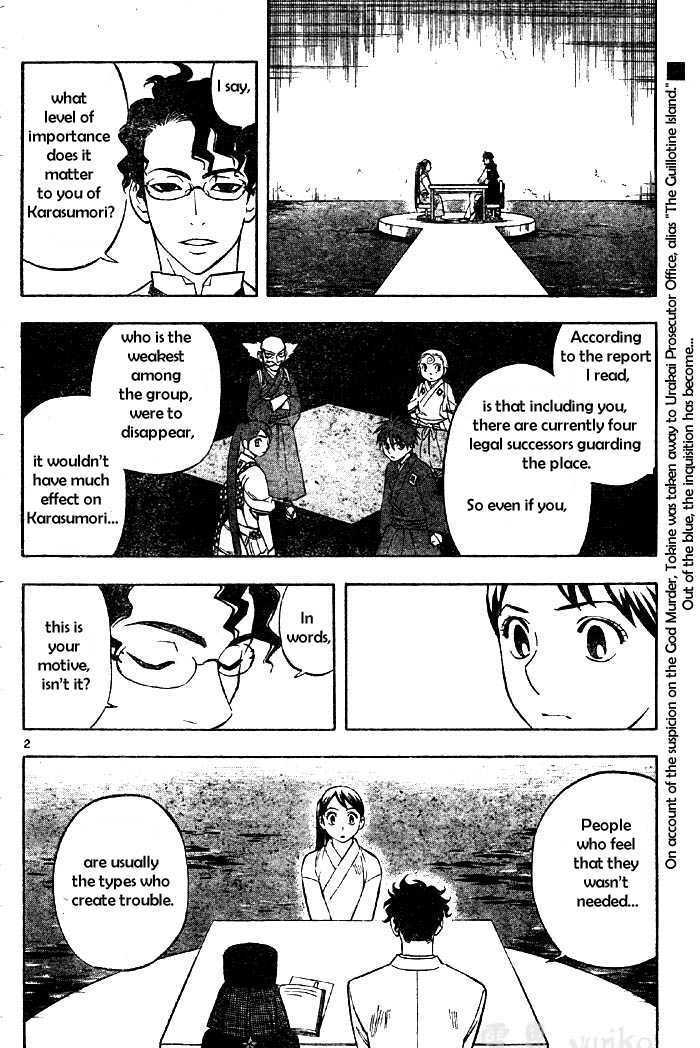 On account of the suspicion on the God Murder, Tokine was taken away to Urakai Prosecutor Office, alias "The Guillotine Island."
Out of the blue, the inquisition has become...
I say,
what
level of
importance
does it
matter
to you of
Karasumori?
According
to the report
I read,
is that including you,
there are currently four
legal successors guarding
the place.
So even if you,
who is the
weakest
among
the group,
were to
disappear,
it wouldn't
have much
effect on
Karasumori...
In
words,
this is
your
motive,
isn't it?
2
People
who feel
that they
wasn't
needed...
are usually
the types who
create trouble.
yuriko